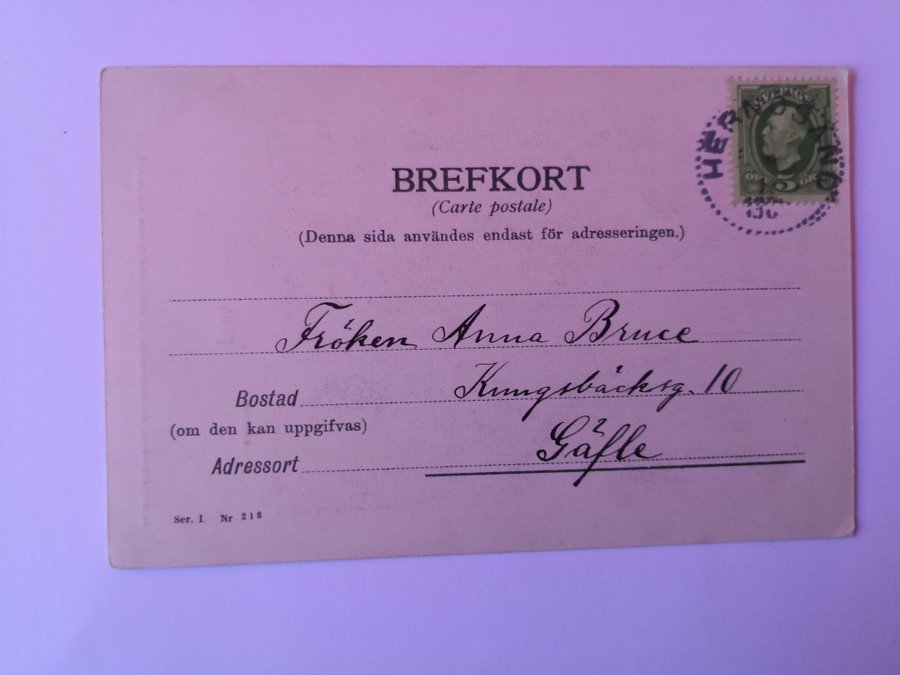 SVERIGE
HERNÖSAND
5
BREFKORT
(Carte postale)
(Denna sida användes endast för adresseringen.)
Fröken Anna Bruce
Bostad Kungsbäcksg. 10
(om den kan uppgifvas)
Adressort Gäfle
Ser. I. Nr 218